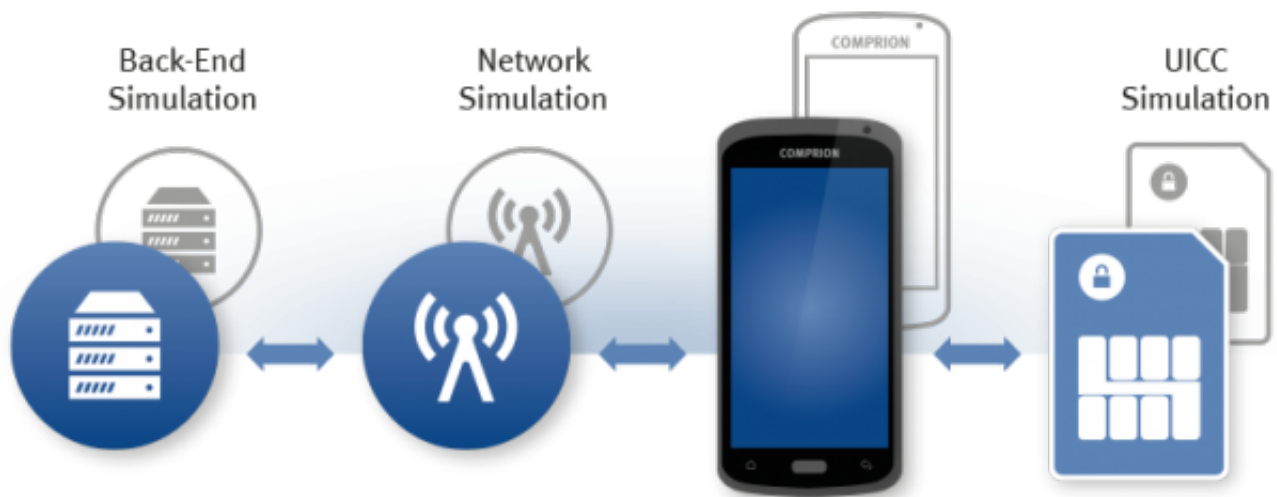 Back-End
Simulation
Network
Simulation
COMPRION
COMPRION
UICC
Simulation